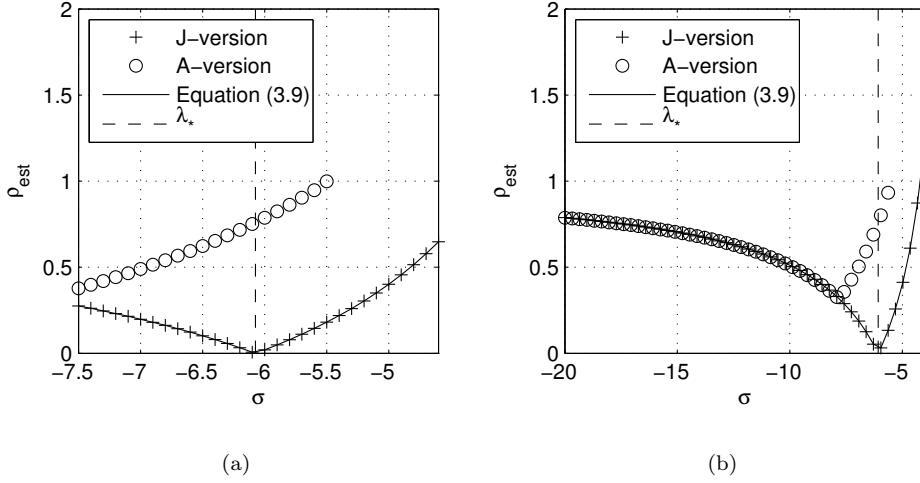 2
1.5
1
0.5
0
ρest
J−version
A−version
Equation (3.9)
λ*
−7.5 −7 −6.5 −6 −5.5 −5
σ
(a)
2
1.5
1
0.5
0
ρest
J−version
A−version
Equation (3.9)
λ*
−20 −15 −10 −5
σ
(b)